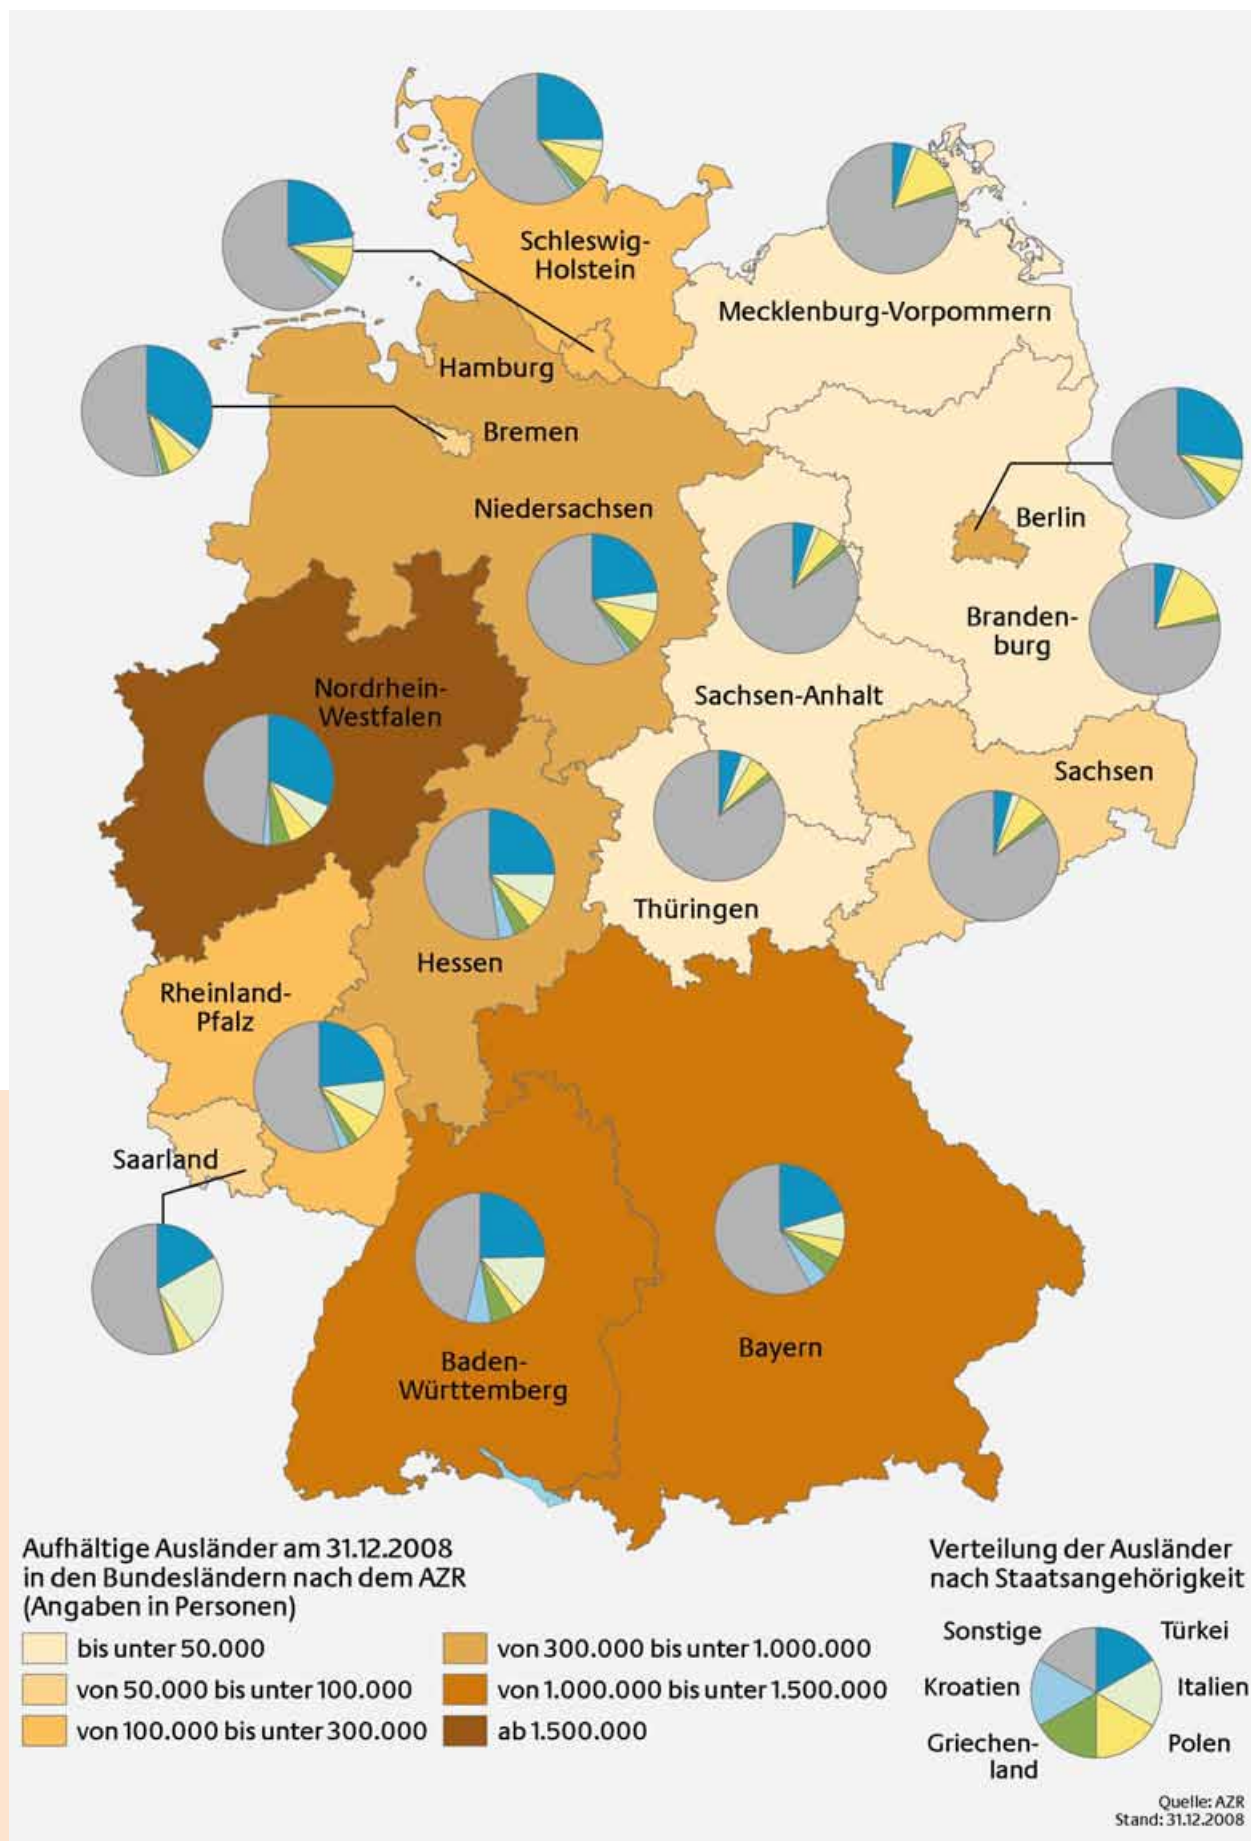 Schleswig-
Holstein
Mecklenburg-Vorpommern
Hamburg
Bremen
Niedersachsen
Berlin
Branden-
burg
Nordrhein-
Westfalen
Sachsen-Anhalt
Sachsen
Thüringen
Hessen
Rheinland-
Pfalz
Saarland
Bayern
Baden-
Württemberg
Aufhältige Ausländer am 31.12.2008
in den Bundesländern nach dem AZR
(Angaben in Personen)
bis unter 50.000
von 50.000 bis unter 100.000
von 100.000 bis unter 300.000
von 300.000 bis unter 1.000.000
von 1.000.000 bis unter 1.500.000
ab 1.500.000
Verteilung der Ausländer
nach Staatsangehörigkeit
Sonstige
Türkei
Kroatien
Italien
Griechen-
land
Polen
Quelle: AZR
Stand: 31.12.2008